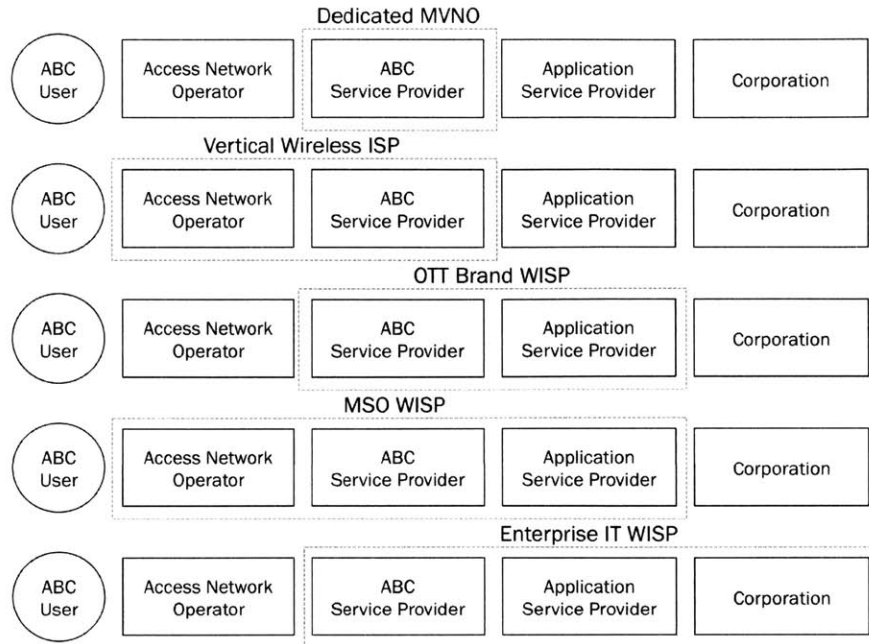 Dedicated MVNO
ABC
User
Access Network
Operator
ABC
Service Provider
Application
Service Provider
Corporation
Vertical Wireless ISP
ABC
User
Access Network
Operator
ABC
Service Provider
Application
Service Provider
Corporation
OTT Brand WISP
ABC
User
Access Network
Operator
ABC
Service Provider
Application
Service Provider
Corporation
MSO WISP
ABC
User
Access Network
Operator
ABC
Service Provider
Application
Service Provider
Corporation
Enterprise IT WISP
ABC
User
Access Network
Operator
ABC
Service Provider
Application
Service Provider
Corporation